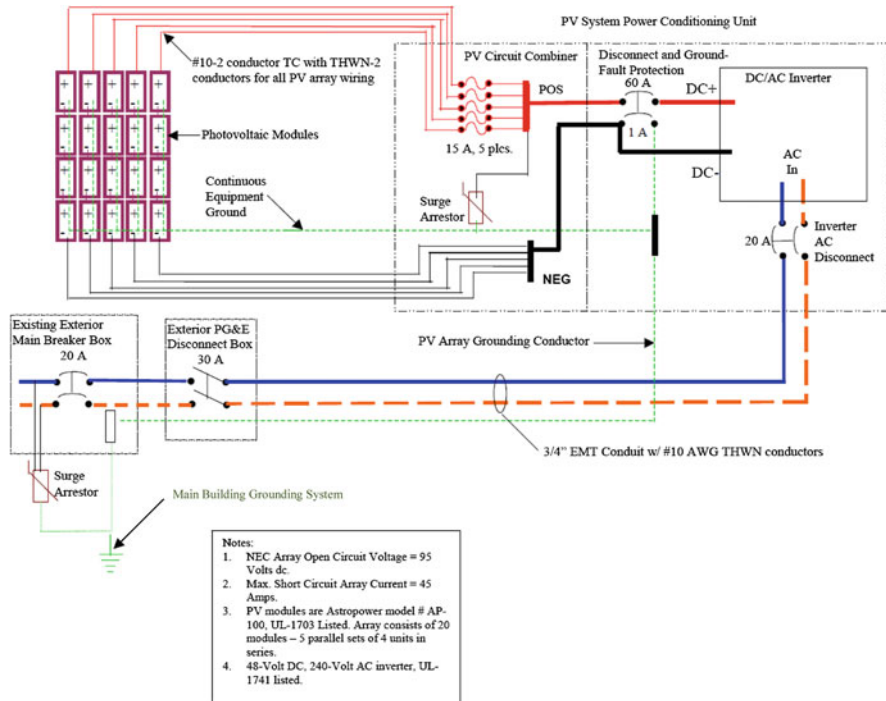 PV System Power Conditioning Unit
#10-2 conductor TC with THWN-2
conductors for all PV array wiring
PV Circuit Combiner
Disconnect and Ground-
Fault Protection
60 A
DC/AC Inverter
POS
DC+
Photovoltaic Modules
15 A, 5 plcs.
1 A
DC-
AC
In
Continuous
Equipment
Ground
Surge
Arrestor
20 A
Inverter
AC
Disconnect
NEG
Existing Exterior
Main Breaker Box
20 A
Exterior PG&E
Disconnect Box
30 A
PV Array Grounding Conductor
3/4" EMT Conduit w/ #10 AWG THWN conductors
Surge
Arrestor
Main Building Grounding System
Notes:
1. NEC Array Open Circuit Voltage = 95
Volts dc.
2. Max. Short Circuit Array Current = 45
Amps.
3. PV modules are Astropower model # AP-
100, UL-1703 Listed. Array consists of 20
modules – 5 parallel sets of 4 units in
series.
4. 48-Volt DC, 240-Volt AC inverter, UL-
1741 listed.